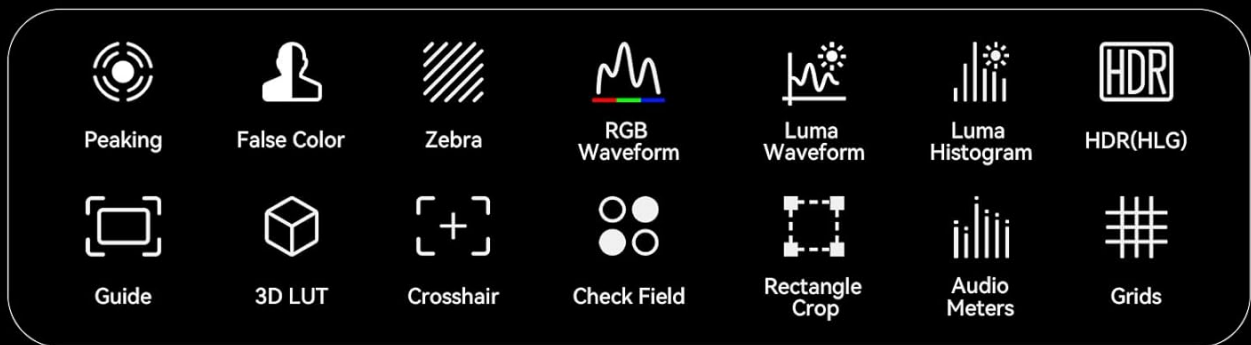 HDR
Peaking
False Color
Zebra
RGB
Waveform
Luma
Waveform
Luma
Histogram
HDR(HLG)
Guide
3D LUT
Crosshair
Check Field
Rectangle
Crop
Audio
Meters
Grids